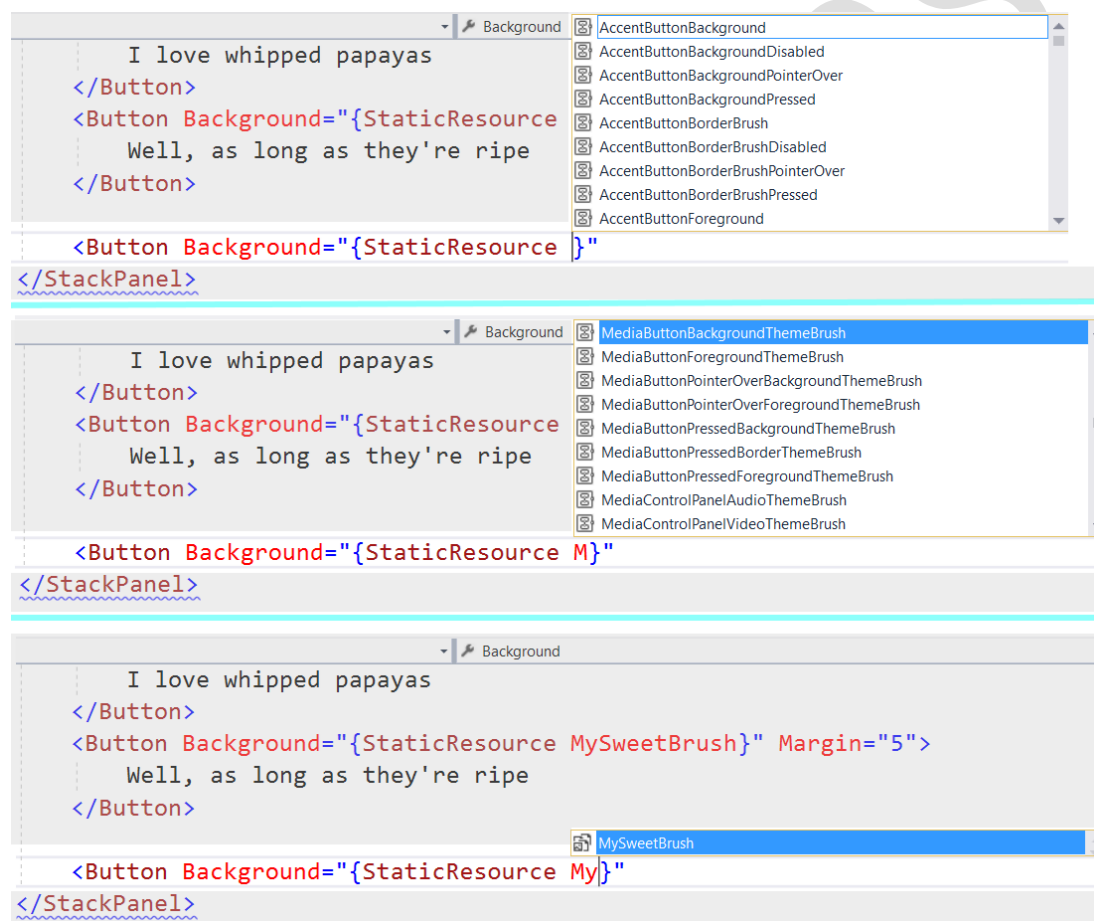 Background
AccentButtonBackground
I love whipped papayas
AccentButtonBackgroundDisabled
AccentButtonBackgroundPointerOver
</Button>
AccentButtonBackgroundPressed
<Button Background="{StaticResource
AccentButtonBorderBrush
AccentButtonBorderBrushDisabled
Well, as long as they're ripe
AccentButtonBorderBrushPointerOver
</Button>
AccentButtonBorderBrushPressed
AccentButtonForeground
<Button Background="{StaticResource }"
</StackPanel>
Background
MediaButtonBackgroundThemeBrush
I love whipped papayas
MediaButtonForegroundThemeBrush
MediaButtonPointerOverBackgroundThemeBrush
</Button>
MediaButtonPointerOverForegroundThemeBrush
<Button Background="{StaticResource
MediaButtonPressedBackgroundThemeBrush
MediaButtonPressedBorderThemeBrush
Well, as long as they're ripe
MediaButtonPressedForegroundThemeBrush
</Button>
MediaControlPanelAudioThemeBrush
MediaControlPanelVideoThemeBrush
<Button Background="{StaticResource M}"
</StackPanel>
Background
I love whipped papayas
</Button>
<Button Background="{StaticResource MySweetBrush}" Margin="5">
Well, as long as they're ripe
</Button>
MySweetBrush
<Button Background="{StaticResource My}"
</StackPanel>